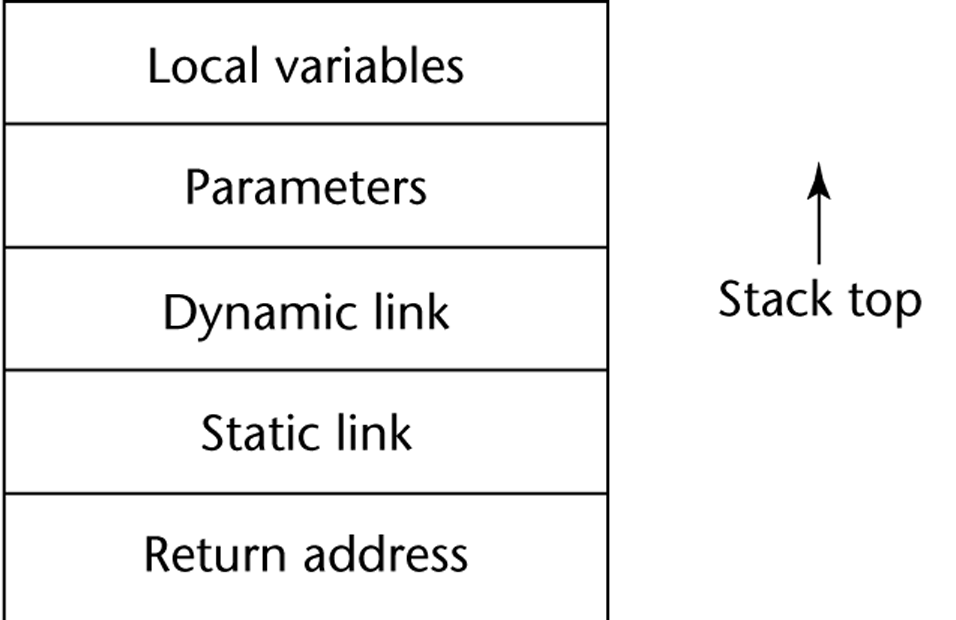 Local variables
Parameters
Dynamic link
Stack top
Static link
Return address